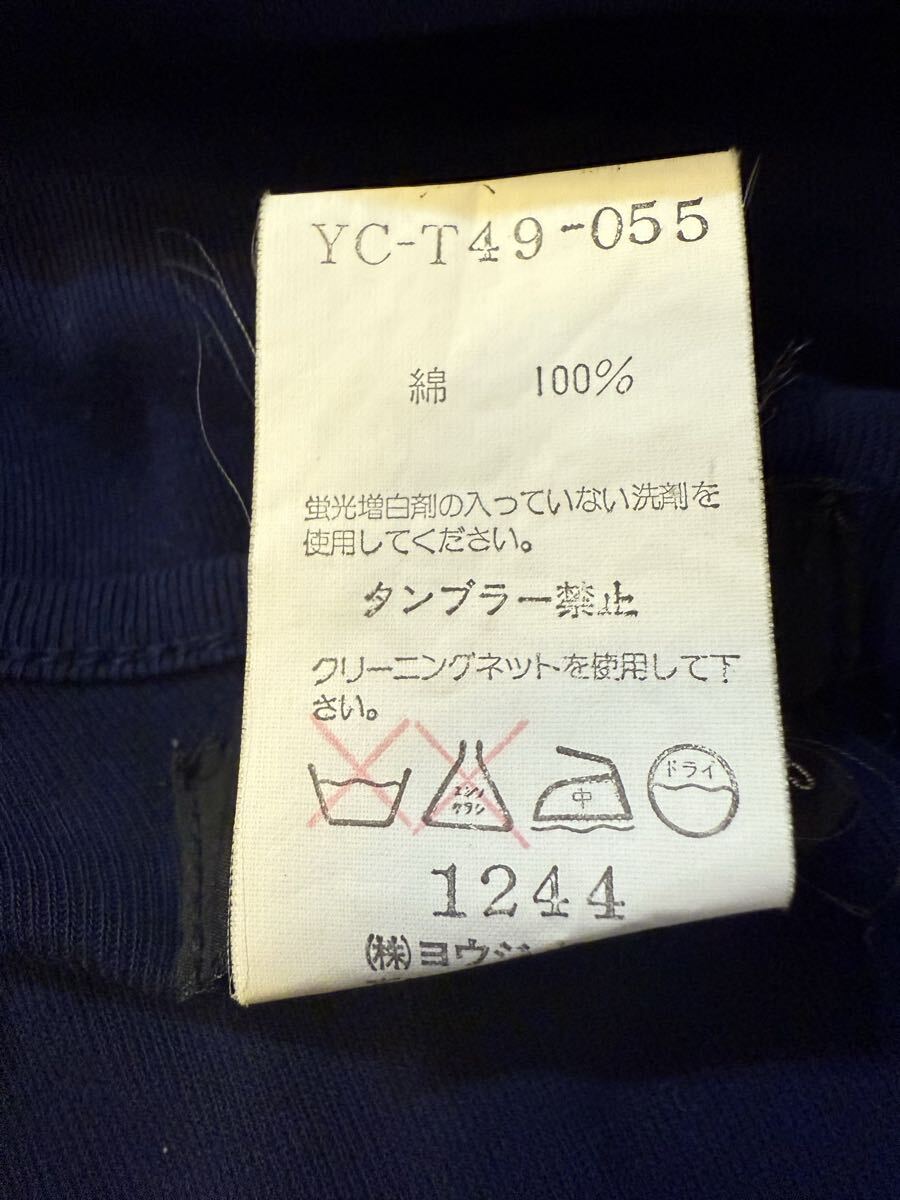 YC-T49-055
綿 100%
蛍光増白剤の入っていない洗剤を
使用してください。
タンブラー禁止
クリーニングネットを使用して下
さい。
エンソ
サラシ
中
ドライ
1244
(株)ヨウジ